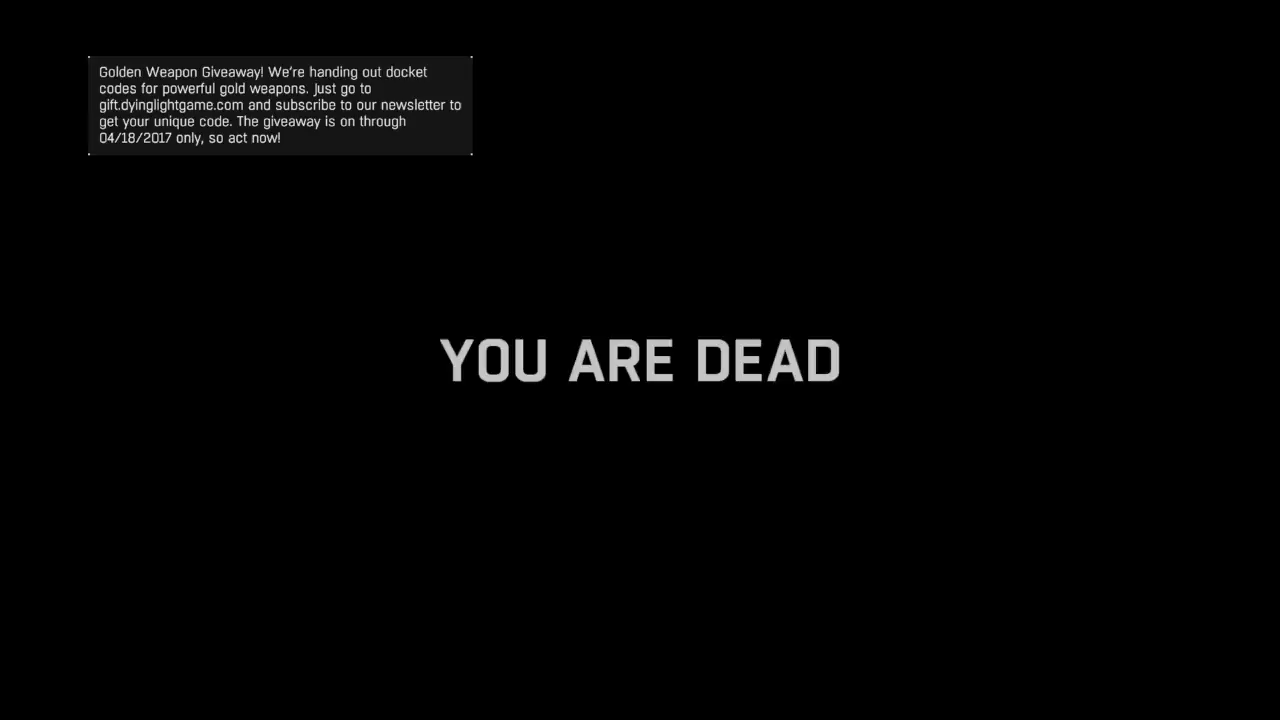 Golden Weapon Giveaway! We're handing out docket
codes for powerful gold weapons. Just go to
gift.dyinglightgame.com and subscribe to our newsletter to
get your unique code. The giveaway is on through
04/18/2017 only, so act now!
YOU ARE DEAD